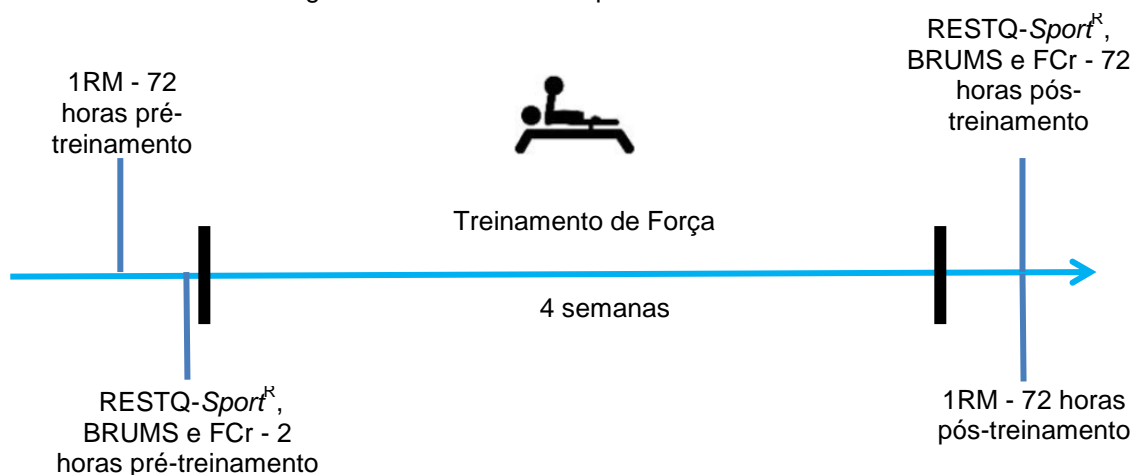 RESTQ-Sport^R,
BRUMS e FCr - 72
horas pós-
treinamento
1RM - 72
horas pré-
treinamento
Treinamento de Força
4 semanas
RESTQ-Sport^R,
BRUMS e FCr - 2
horas pré-treinamento
1RM - 72 horas
pós-treinamento